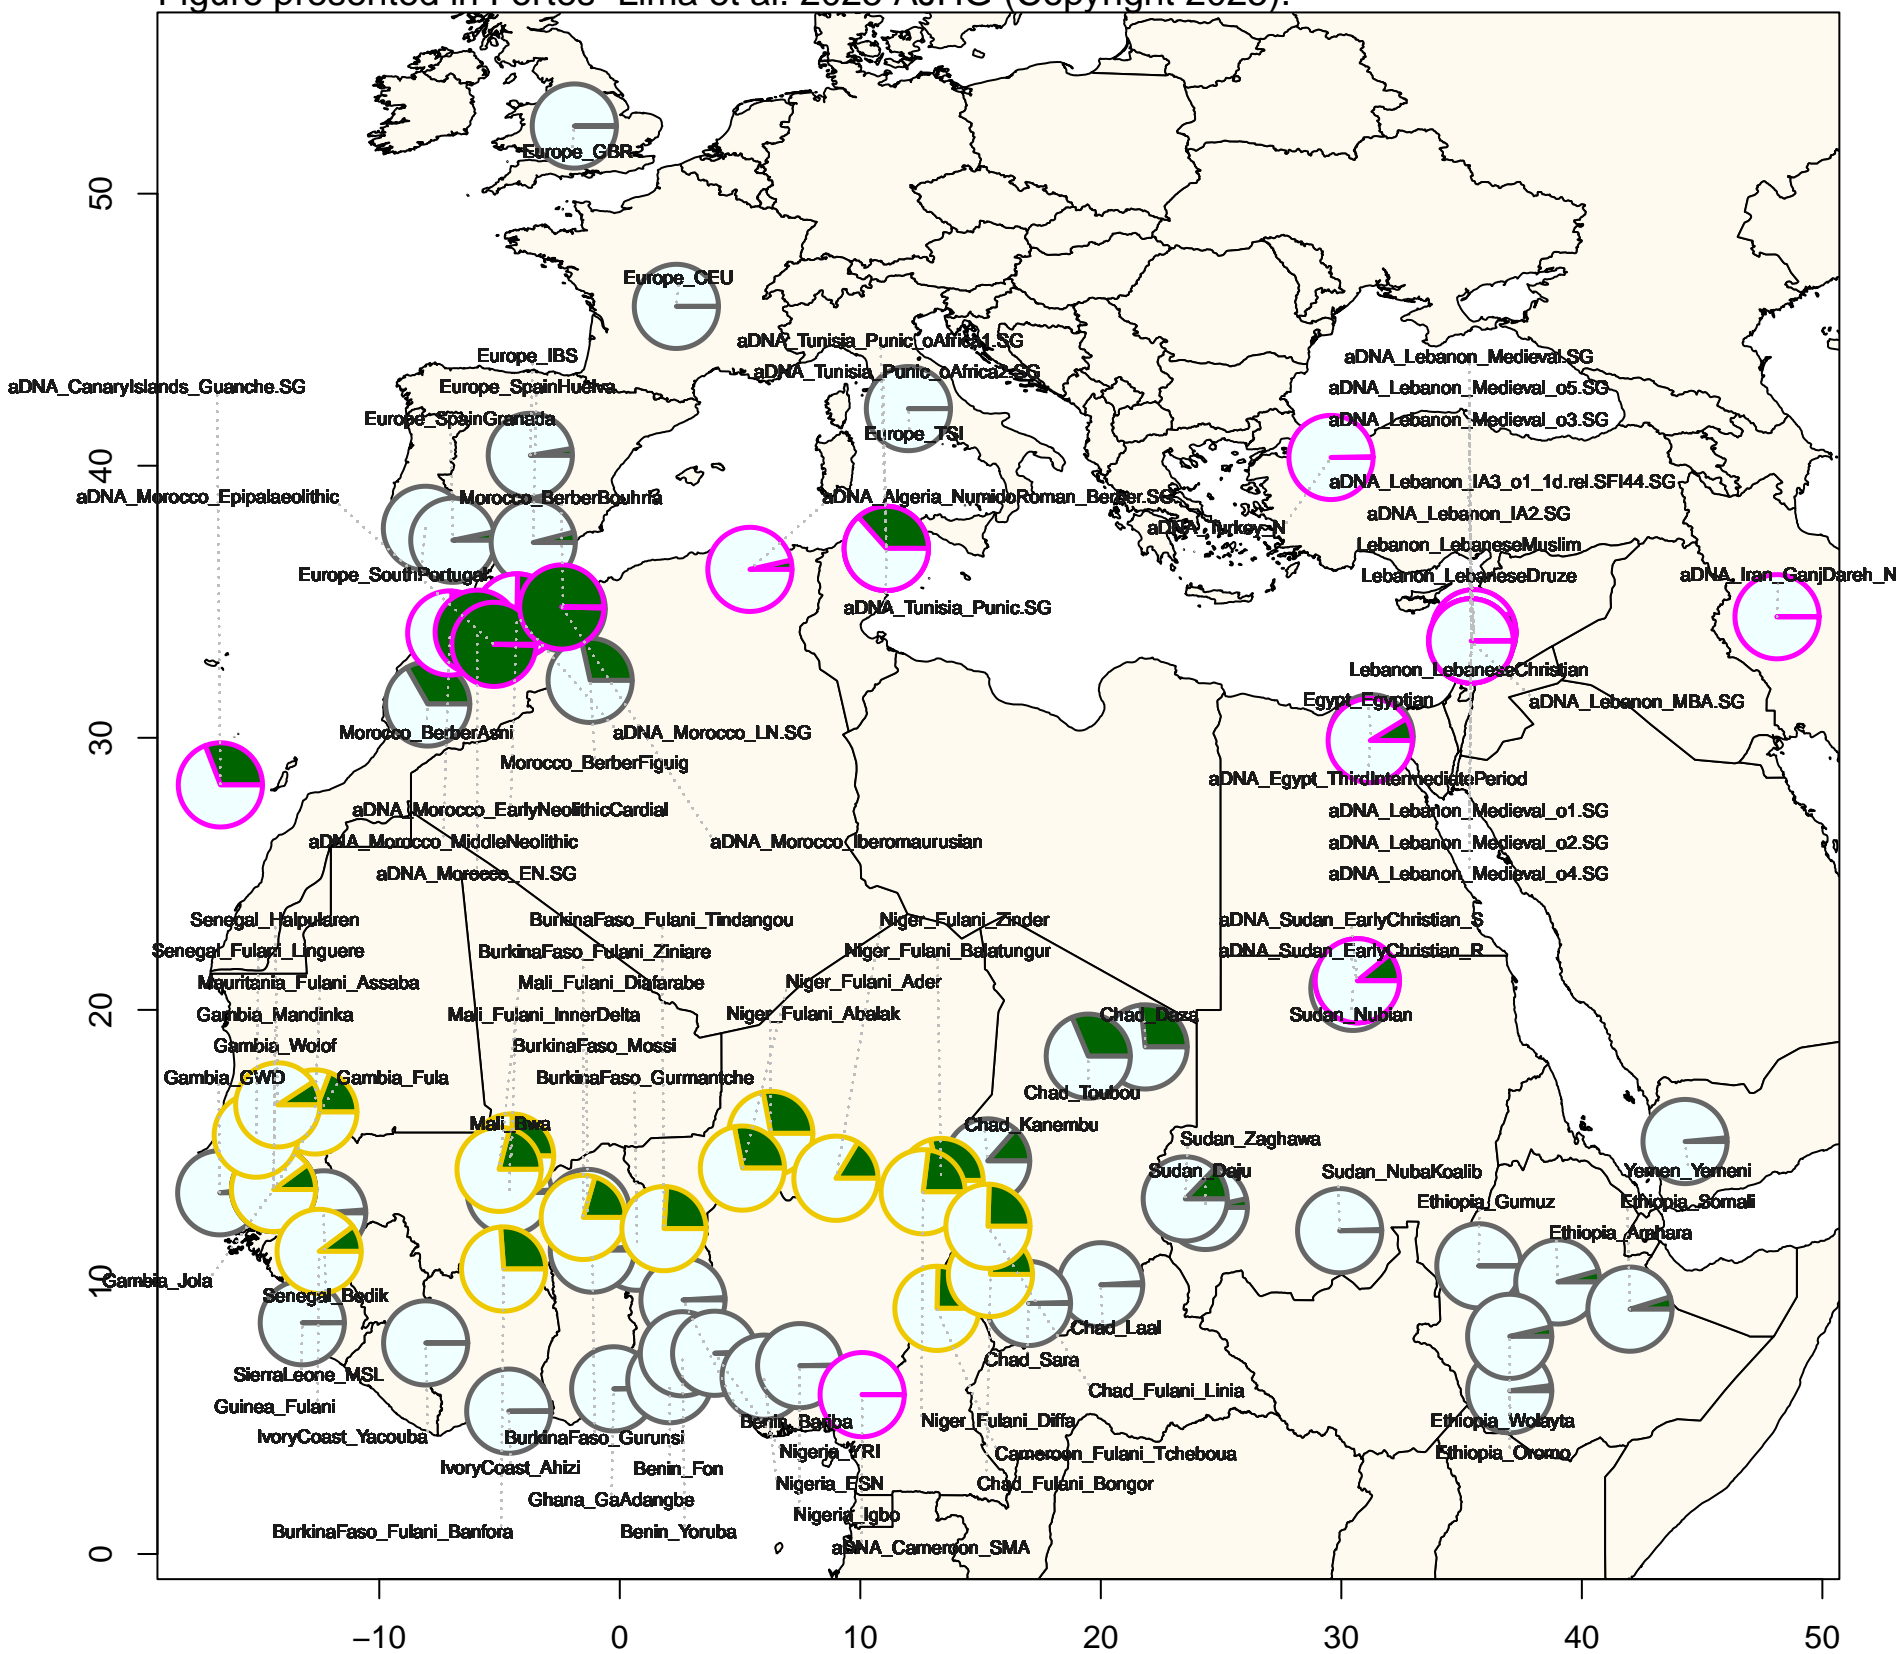 Figure presented in Fortes-Lima et al. 2025 AJHG (Copyright 2025).
Europe_GBR
50
Europe_CEU
aDNA_Tunisia_Punic_oAfrica1.SG
Europe_IBS
aDNA_Lebanon_Medieval.SG
aDNA_Tunisia_Punic_oAfrica2.SG
aDNA_CanaryIslands_Guanche.SG
Europe_SpainHuelva
aDNA_Lebanon_Medieval_o5.SG
Europe_SpainGranada
aDNA_Lebanon_Medieval_o3.SG
Europe_TSI
40
aDNA_Lebanon_IA3_o1_1d.rel.SFI44.SG
aDNA_Morocco_Epipalaeolithic
Morocco_BerberBouhria
aDNA_Algeria_NumidoRoman_Berber.SG
aDNA_Lebanon_IA2.SG
aDNA_Turkey_N
Lebanon_LebaneseMuslim
Europe_SouthPortugal
Lebanon_LebaneseDruze
aDNA_Iran_GanjDareh_N
aDNA_Tunisia_Punic.SG
Lebanon_LebaneseChristian
Egypt_Egyptian
aDNA_Lebanon_MBA.SG
Morocco_BerberAsni
aDNA_Morocco_LN.SG
30
Morocco_BerberFiguig
aDNA_Egypt_ThirdIntermediatePeriod
aDNA_Morocco_EarlyNeolithicCardial
aDNA_Lebanon_Medieval_o1.SG
aDNA_Morocco_MiddleNeolithic
aDNA_Morocco_Iberomaurusian
aDNA_Lebanon_Medieval_o2.SG
aDNA_Morocco_EN.SG
aDNA_Lebanon_Medieval_o4.SG
Senegal_Halpularen
BurkinaFaso_Fulani_Tindangou
Niger_Fulani_Zinder
aDNA_Sudan_EarlyChristian_S
Senegal_Fulani_Linguere
BurkinaFaso_Fulani_Ziniare
Niger_Fulani_Balatungur
aDNA_Sudan_EarlyChristian_R
Mauritania_Fulani_Assaba
Mali_Fulani_Diafarabe
Niger_Fulani_Ader
20
Gambia_Mandinka
Mali_Fulani_InnerDelta
Niger_Fulani_Abalak
Chad_Daza
Sudan_Nubian
Gambia_Wolof
BurkinaFaso_Mossi
Gambia_GWD
Gambia_Fula
BurkinaFaso_Gurmantche
Chad_Toubou
Mali_Bwa
Chad_Kanembu
Sudan_Zaghawa
Sudan_Daju
Sudan_NubaKoalib
Yemen_Yemeni
Ethiopia_Gumuz
Ethiopia_Somali
Ethiopia_Amhara
10
Gambia_Jola
Senegal_Bedik
Chad_Laal
Chad_Sara
SierraLeone_MSL
Chad_Fulani_Linia
Guinea_Fulani
Benin_Bariba
Niger_Fulani_Diffa
Ethiopia_Wolayta
IvoryCoast_Yacouba
BurkinaFaso_Gurunsi
Nigeria_YRI
Cameroon_Fulani_Tcheboua
Ethiopia_Oromo
IvoryCoast_Ahizi
Benin_Fon
Nigeria_ESN
Chad_Fulani_Bongor
Ghana_GaAdangbe
Nigeria_Igbo
BurkinaFaso_Fulani_Banfora
Benin_Yoruba
aDNA_Cameroon_SMA
0
−10 0 10 20 30 40 50